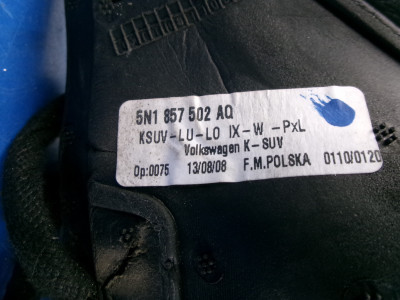 5N1 857 502 AQ
KSUV-LU-LO IX-W -PxL
Volkswagen K-SUV
Op:0075 13/08/08 F.M.POLSKA 0110/0120